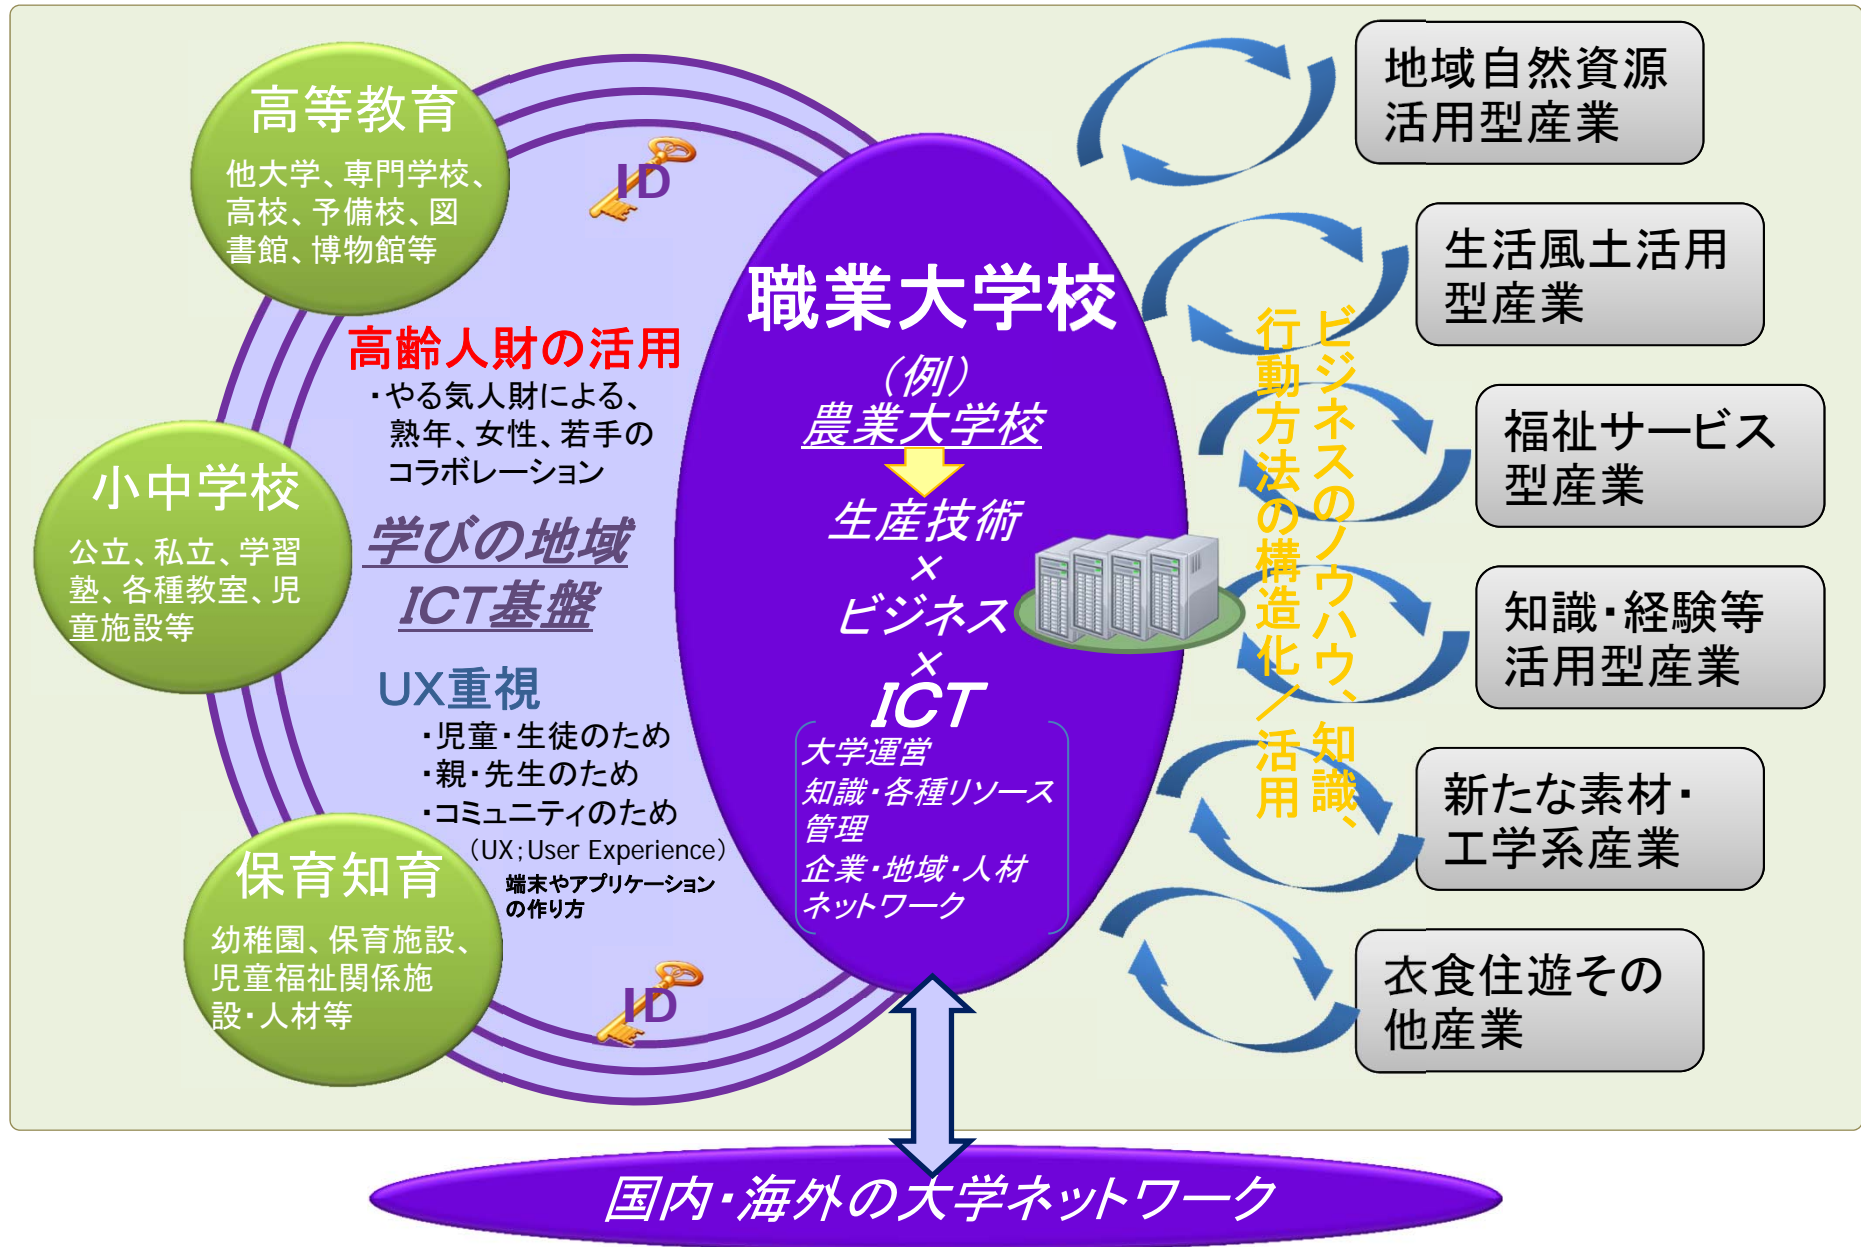 高等教育
他大学、専門学校、
高校、予備校、図
書館、博物館等
小中学校
公立、私立、学習
塾、各種教室、児
童施設等
保育知育
幼稚園、保育施設、
児童福祉関係施
設・人材等
ID
高齢人財の活用
・やる気人財による、
熟年、女性、若手の
コラボレーション
学びの地域
ICT基盤
UX重視
・児童・生徒のため
・親・先生のため
・コミュニティのため
（UX；User Experience）
端末やアプリケーション
の作り方
ID
職業大学校
（例）
農業大学校
生産技術
×
ビジネス
×
ICT
大学運営
知識・各種リソース
管理
企業・地域・人材
ネットワーク
ビジネスのノウハウ、知識、
行動方法の構造化／活用
地域自然資源
活用型産業
生活風土活用
型産業
福祉サービス
型産業
知識・経験等
活用型産業
新たな素材・
工学系産業
衣食住遊その
他産業
国内・海外の大学ネットワーク